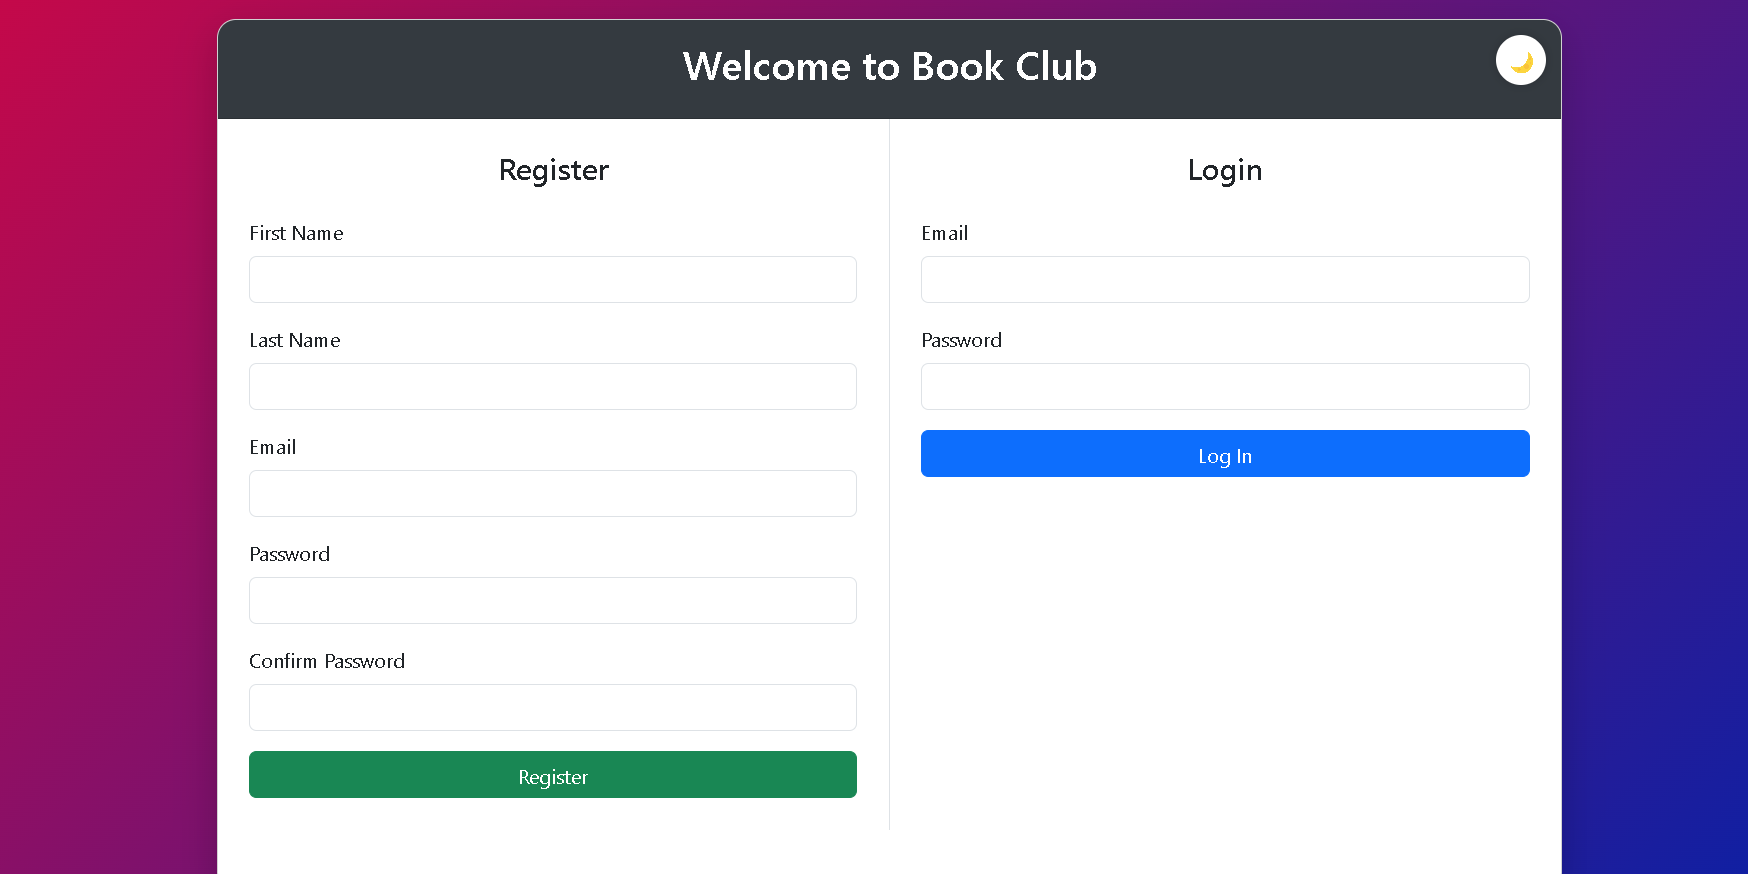 Welcome to Book Club
Register
First Name
Last Name
Email
Password
Confirm Password
Register
Login
Email
Password
Log In